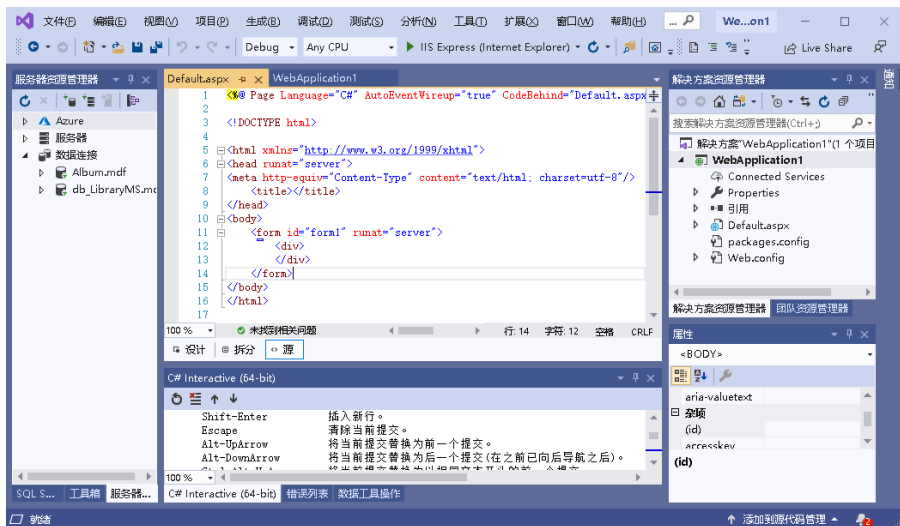 文件(F) 编辑(E) 视图(V) 项目(P) 生成(B) 调试(D) 测试(S) 分析(N) 工具(T) 扩展(X) 窗口(W) 帮助(H) ... We...on1
Debug Any CPU IIS Express (Internet Explorer) Live Share
服务器资源管理器
Azure
服务器
数据连接
Album.mdf
db_LibraryMS.mc
SQL S... 工具箱 服务器...
Default.aspx WebApplication1
1 <%@ Page Language="C#" AutoEventWireup="true" CodeBehind="Default.aspx
2
3 <!DOCTYPE html>
4
5 <html xmlns="http://www.w3.org/1999/xhtml">
6 <head runat="server">
7 <meta http-equiv="Content-Type" content="text/html; charset=utf-8"/>
8 <title></title>
9 </head>
10 <body>
11 <form id="form1" runat="server">
12 <div>
13 </div>
14 </form>
15 </body>
16 </html>
17
100 % 未找到相关问题 行: 14 字符: 12 空格 CRLF
设计 拆分 源
C# Interactive (64-bit)
Shift-Enter 插入新行。
Escape 清除当前提交。
Alt-UpArrow 将当前提交替换为前一个提交。
Alt-DownArrow 将当前提交替换为后一个提交(在之前已向后导航之后)。
100 %
C# Interactive (64-bit) 错误列表 数据工具操作
解决方案资源管理器
搜索解决方案资源管理器(Ctrl+;)
解决方案"WebApplication1"(1 个项目
WebApplication1
Connected Services
Properties
引用
Default.aspx
packages.config
Web.config
解决方案资源管理器 团队资源管理器
属性
<BODY>
aria-valuetext
杂项
(id)
accesskey
(id)
就绪 添加到源代码管理 2